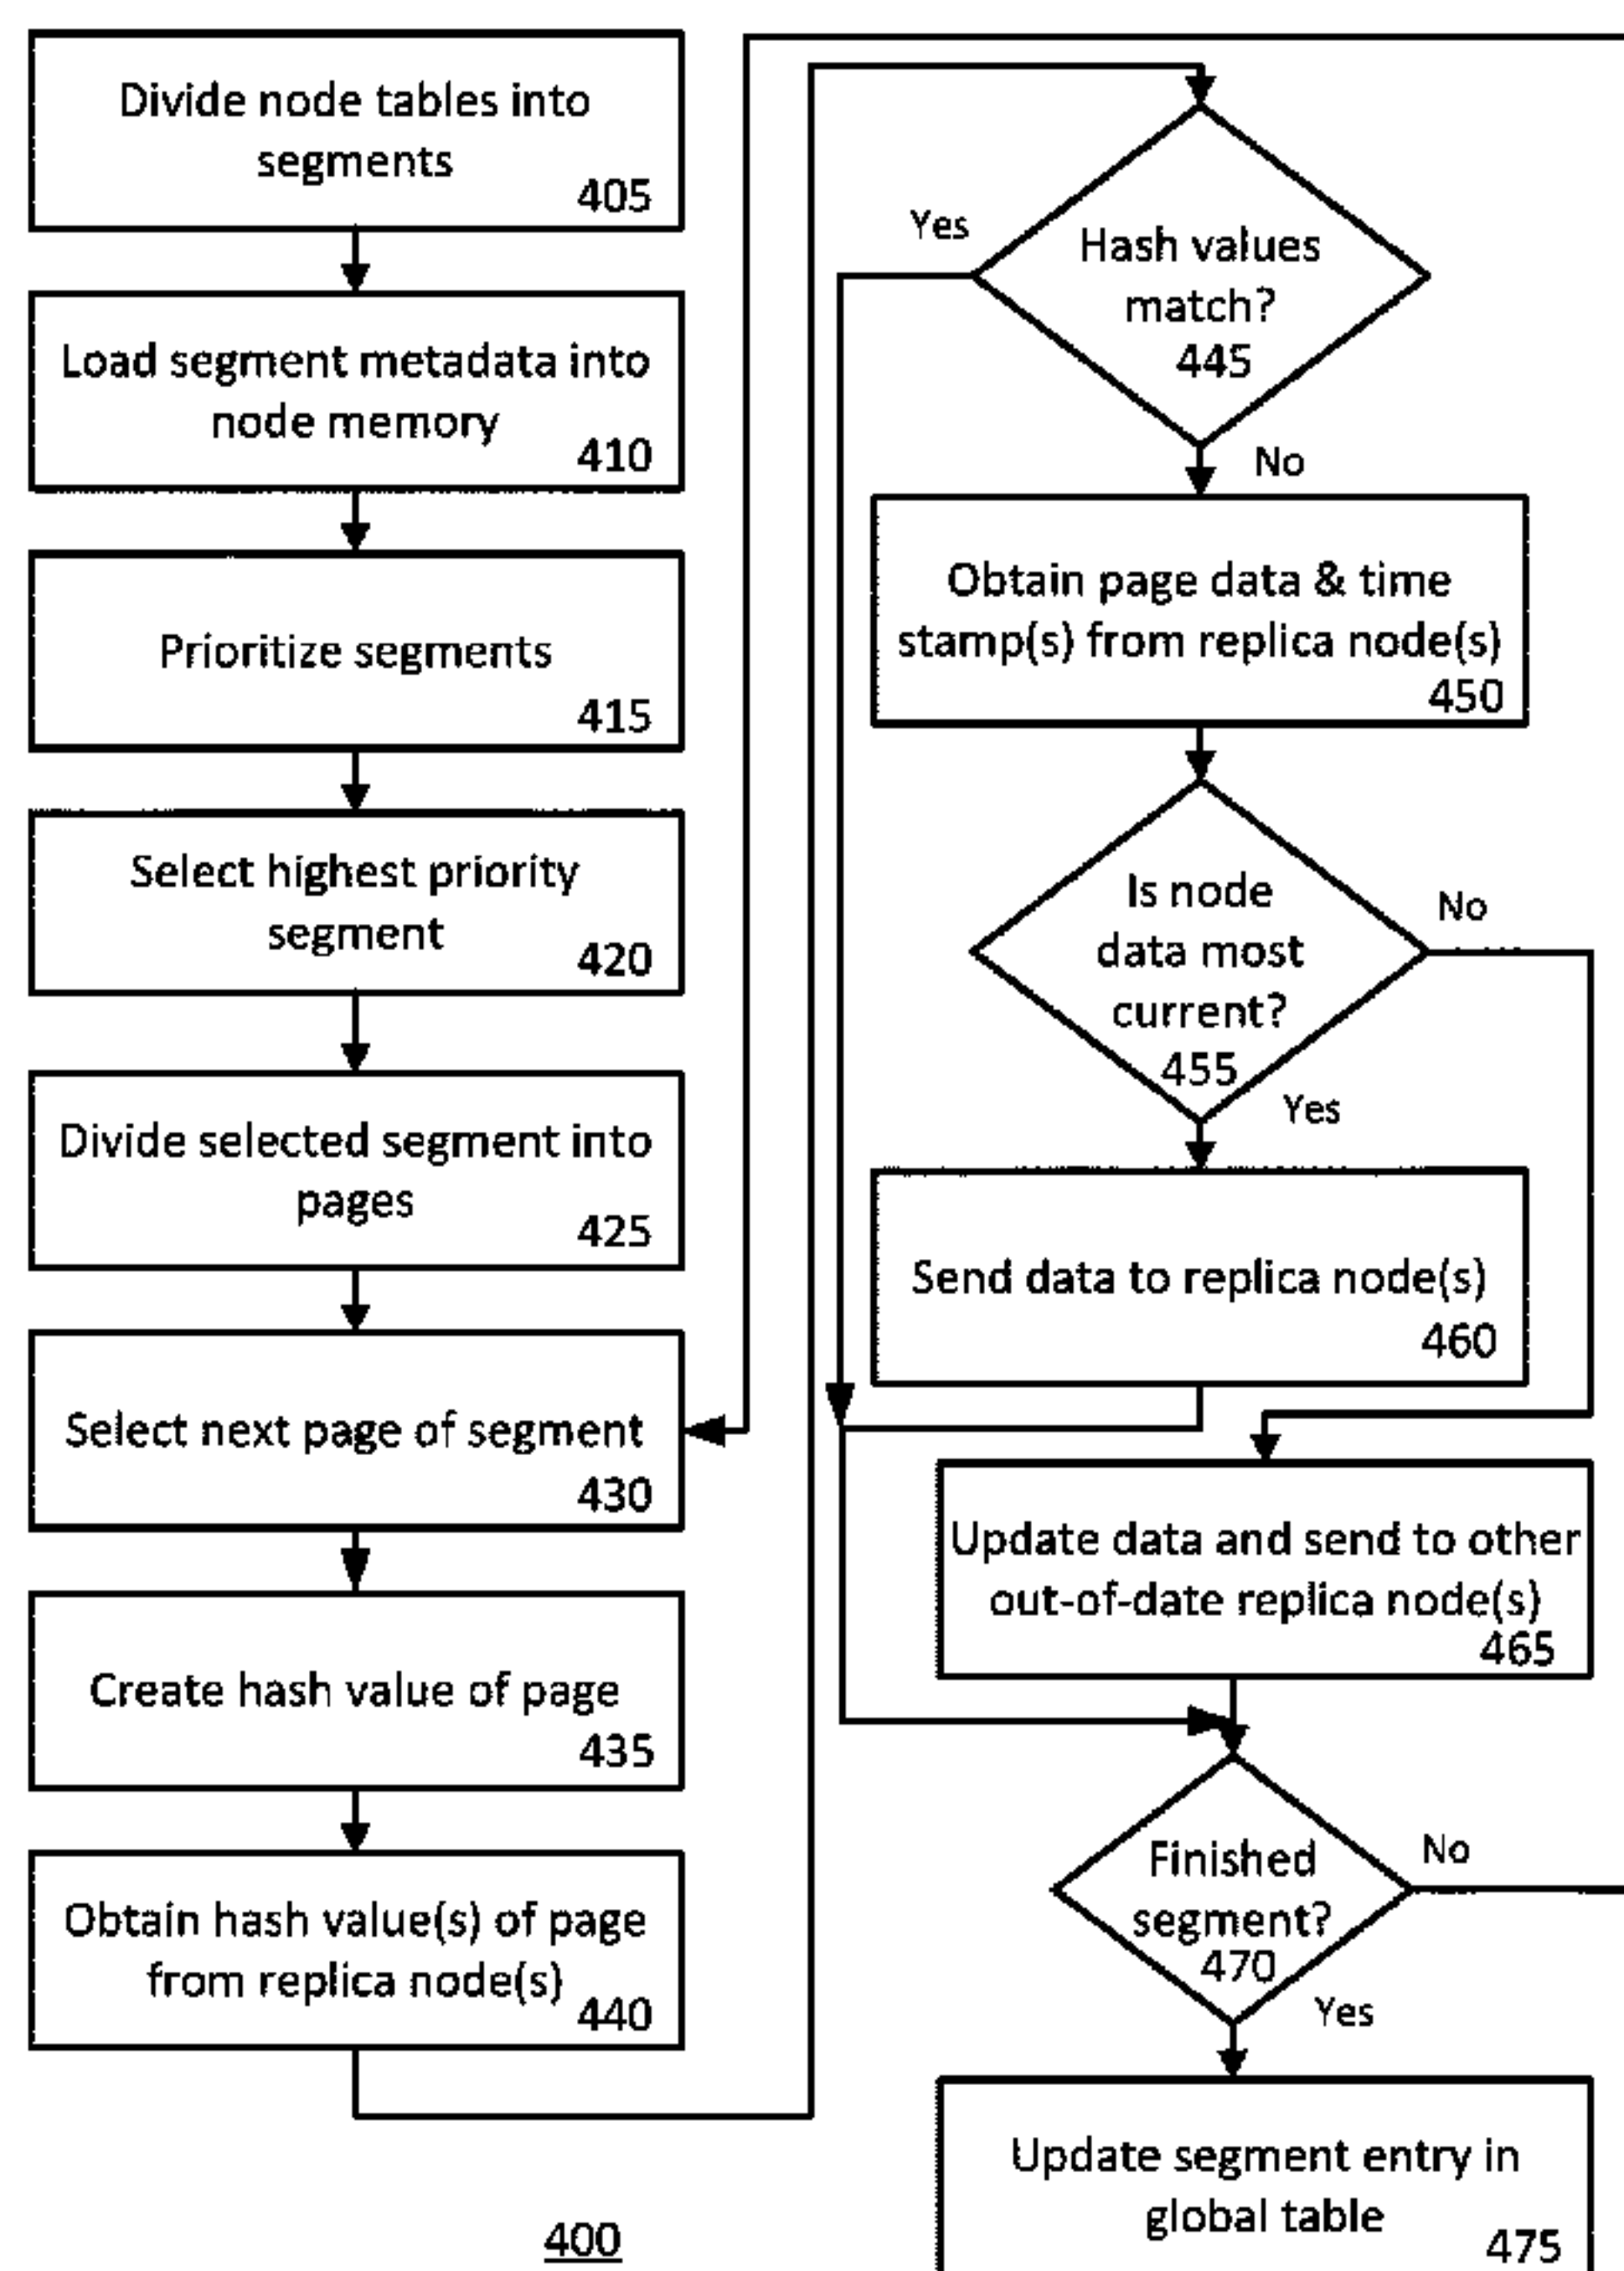 Divide node tables into
segments
405
Load segment metadata into
node memory
410
Prioritize segments
415
Select highest priority
segment
420
Divide selected segment into
pages
425
Select next page of segment
430
Create hash value of page
435
Obtain hash value(s) of page
from replica node(s)
440
400
Yes
Hash values
match?
445
No
Obtain page data & time
stamp(s) from replica node(s)
450
Is node
data most
current?
455
No
Yes
Send data to replica node(s)
460
Update data and send to other
out-of-date replica node(s)
465
Finished
segment?
470
No
Yes
Update segment entry in
global table
475